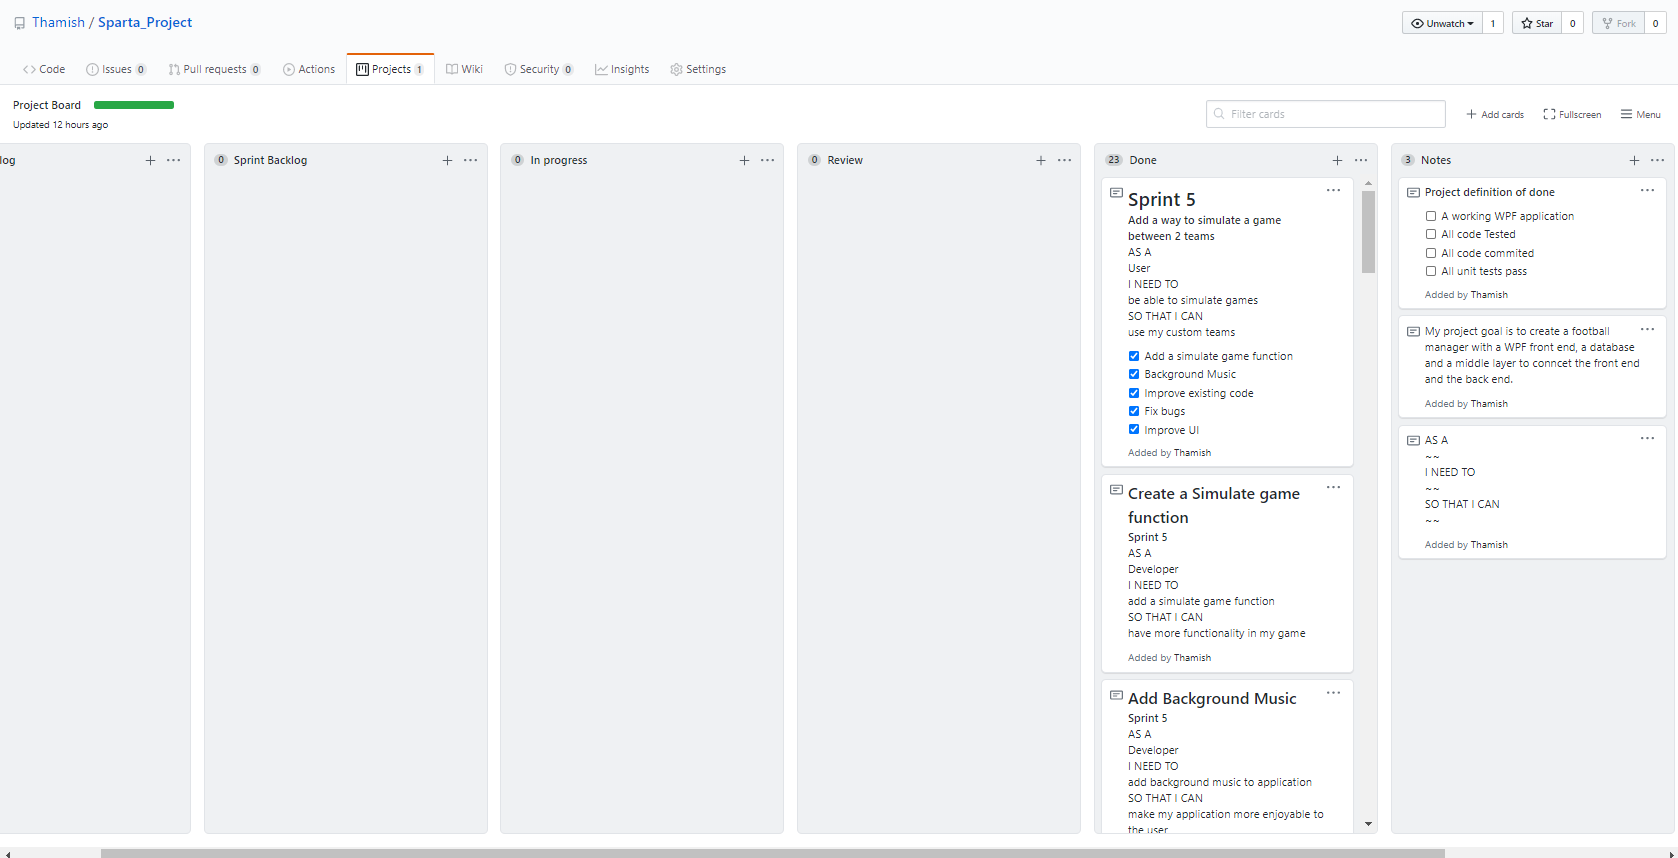 Thamish / Sparta_Project
Unwatch 1
Star 0
Fork 0
Code
Issues 0
Pull requests 0
Actions
Projects 1
Wiki
Security 0
Insights
Settings
Project Board
Updated 12 hours ago
Filter cards
Add cards
Fullscreen
Menu
log
0 Sprint Backlog
0 In progress
0 Review
23 Done
Sprint 5
Add a way to simulate a game
between 2 teams
AS A
User
I NEED TO
be able to simulate games
SO THAT I CAN
use my custom teams
Add a simulate game function
Background Music
Improve existing code
Fix bugs
Improve UI
Added by Thamish
Create a Simulate game
function
Sprint 5
AS A
Developer
I NEED TO
add a simulate game function
SO THAT I CAN
have more functionality in my game
Added by Thamish
Add Background Music
Sprint 5
AS A
Developer
I NEED TO
add background music to application
SO THAT I CAN
make my application more enjoyable to
the user
3 Notes
Project definition of done
A working WPF application
All code Tested
All code commited
All unit tests pass
Added by Thamish
My project goal is to create a football
manager with a WPF front end, a database
and a middle layer to conncet the front end
and the back end.
Added by Thamish
AS A
~~
I NEED TO
~~
SO THAT I CAN
~~
Added by Thamish